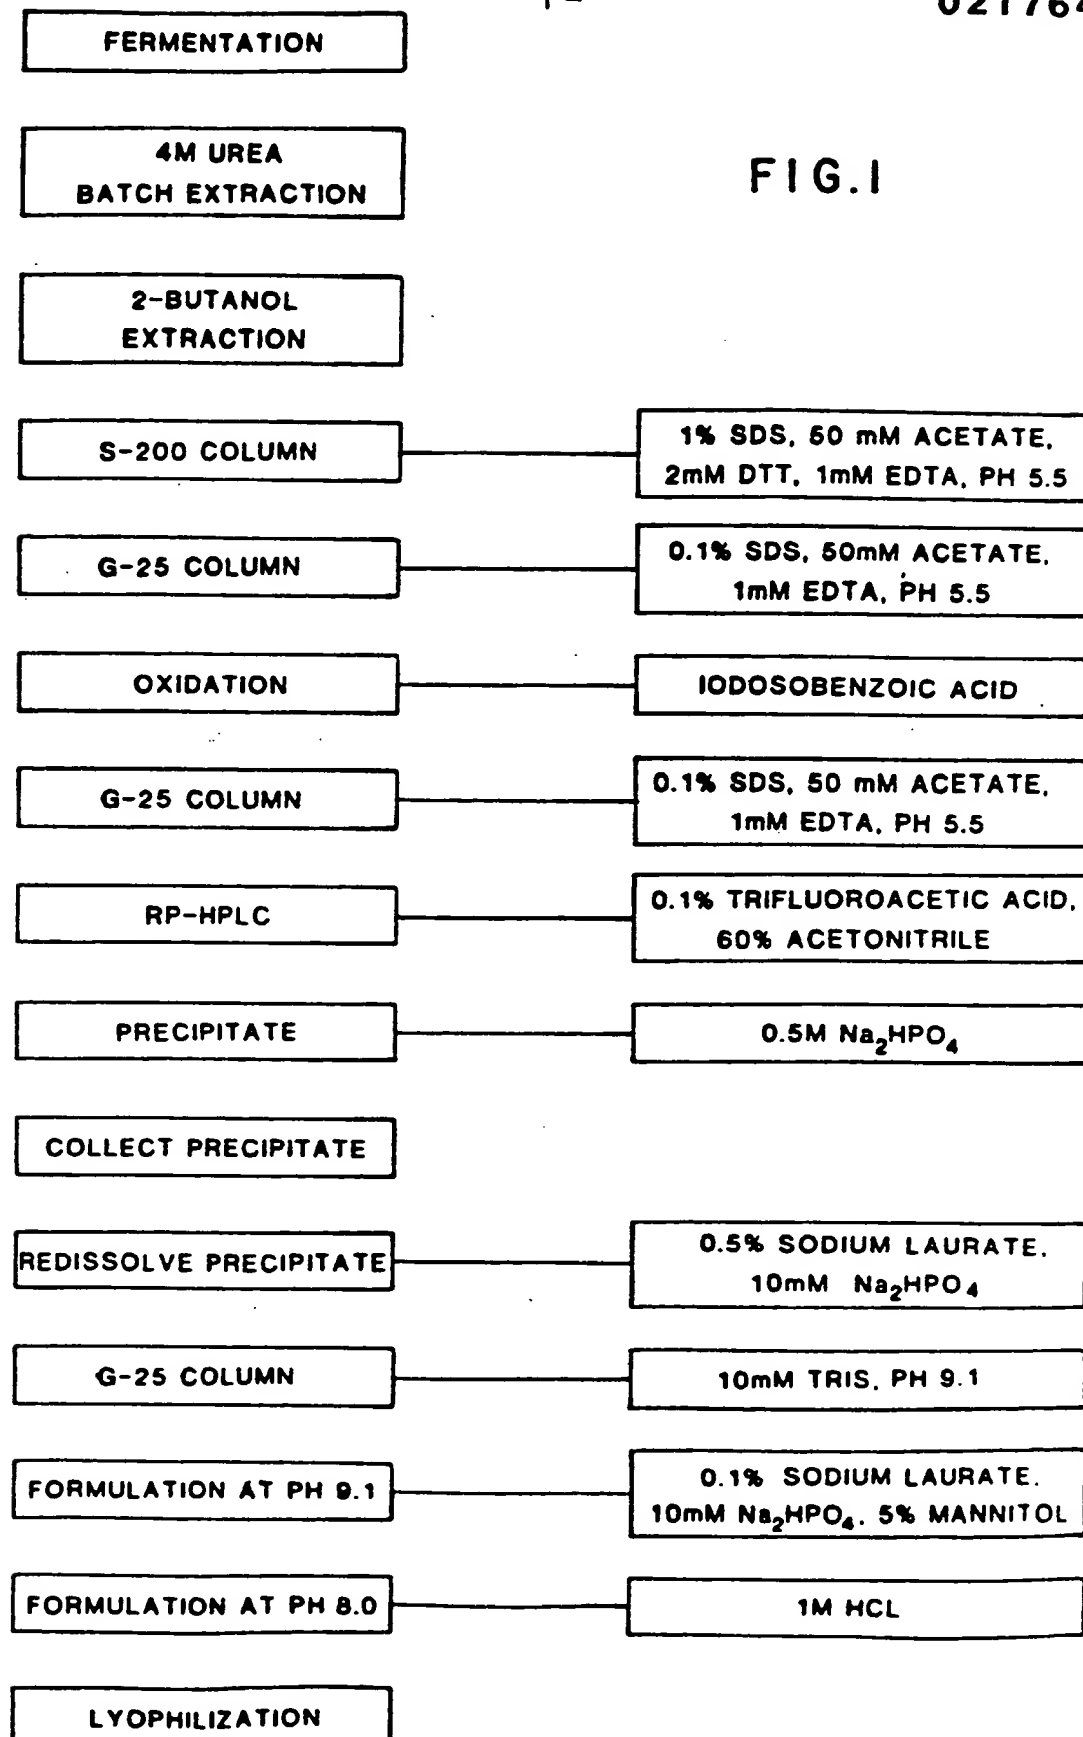 021764
FERMENTATION
FIG.1
4M UREA
BATCH EXTRACTION
2-BUTANOL
EXTRACTION
S-200 COLUMN
1% SDS, 50 mM ACETATE,
2mM DTT, 1mM EDTA, PH 5.5
G-25 COLUMN
0.1% SDS, 50mM ACETATE,
1mM EDTA, PH 5.5
OXIDATION
IODOSOBENZOIC ACID
G-25 COLUMN
0.1% SDS, 50 mM ACETATE,
1mM EDTA, PH 5.5
RP-HPLC
0.1% TRIFLUOROACETIC ACID,
60% ACETONITRILE
PRECIPITATE
0.5M Na₂HPO₄
COLLECT PRECIPITATE
REDISSOLVE PRECIPITATE
0.5% SODIUM LAURATE.
10mM Na₂HPO₄
G-25 COLUMN
10mM TRIS, PH 9.1
FORMULATION AT PH 9.1
0.1% SODIUM LAURATE.
10mM Na₂HPO₄. 5% MANNITOL
FORMULATION AT PH 8.0
1M HCL
LYOPHILIZATION